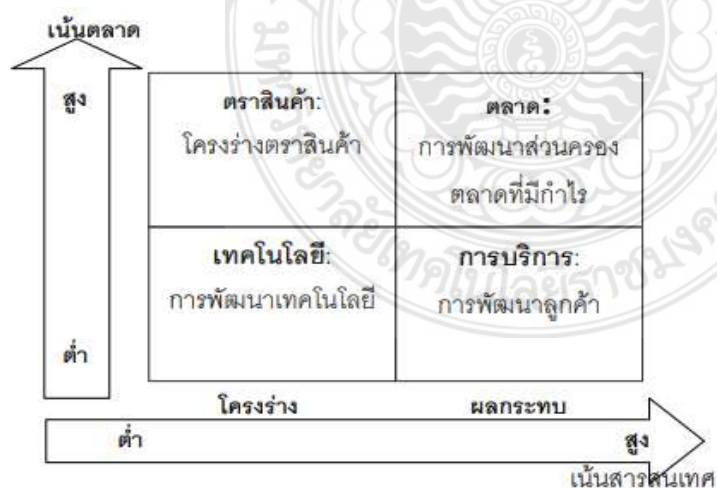 เน้นตลาด
สูง
ตราสินค้า:
โครงร่างตราสินค้า
ตลาด:
การพัฒนาส่วนครอง
ตลาดที่มีกำไร
เทคโนโลยี:
การพัฒนาเทคโนโลยี
การบริการ:
การพัฒนาลูกค้า
ต่ำ
โครงร่าง
ผลกระทบ
ต่ำ
สูง
เน้นสารสนเทศ